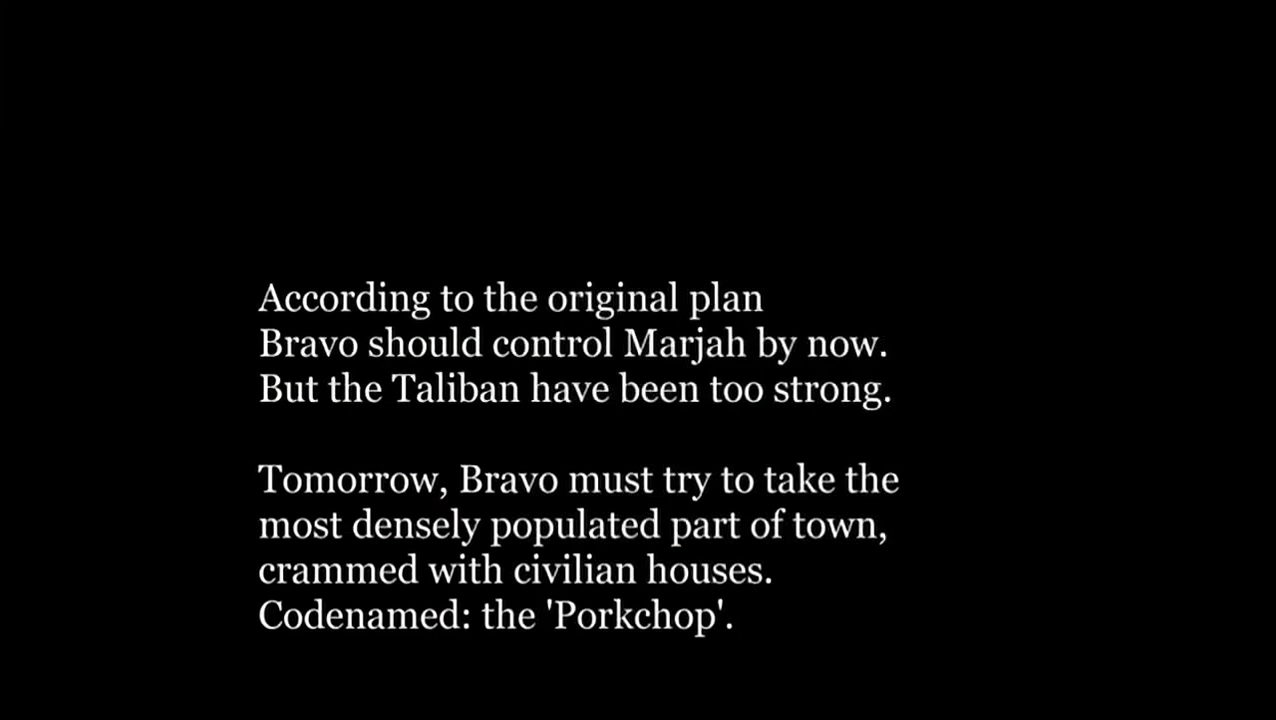 According to the original plan
Bravo should control Marjah by now.
But the Taliban have been too strong.
Tomorrow, Bravo must try to take the
most densely populated part of town,
crammed with civilian houses.
Codenamed: the 'Porkchop'.